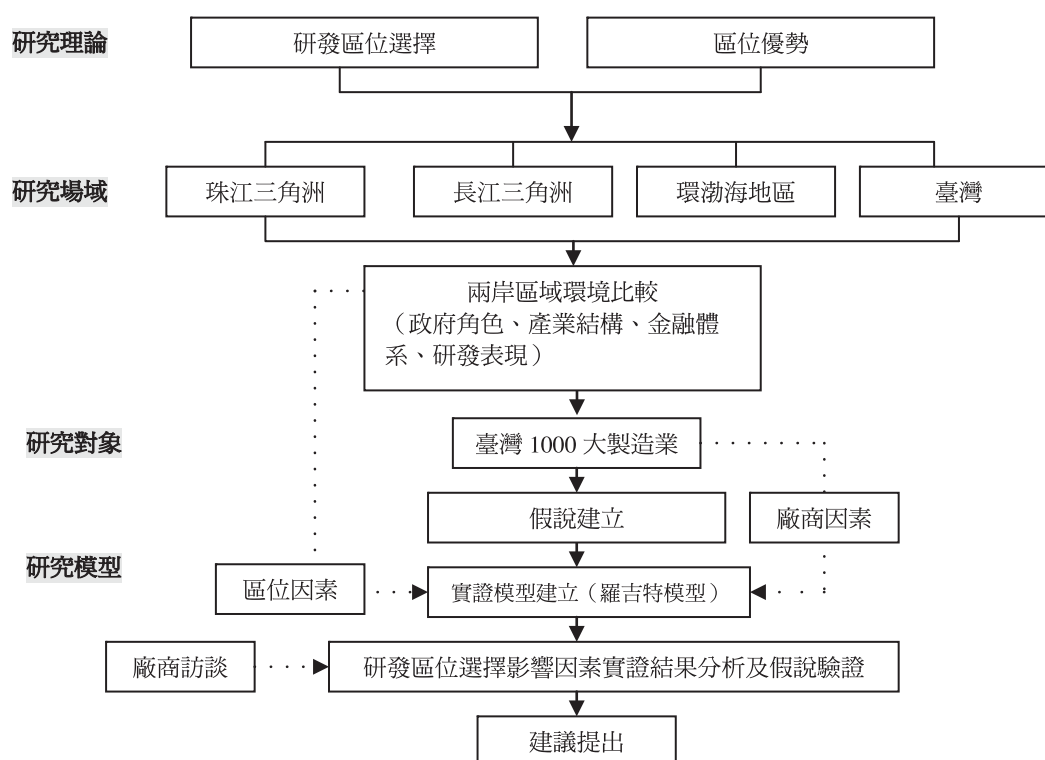 研究理論
研發區位選擇
區位優勢
研究場域
珠江三角洲
長江三角洲
環渤海地區
臺灣
兩岸區域環境比較
（政府角色、產業結構、金融體
系、研發表現）
研究對象
臺灣 1000 大製造業
假說建立
廠商因素
研究模型
區位因素
實證模型建立（羅吉特模型）
廠商訪談
研發區位選擇影響因素實證結果分析及假說驗證
建議提出